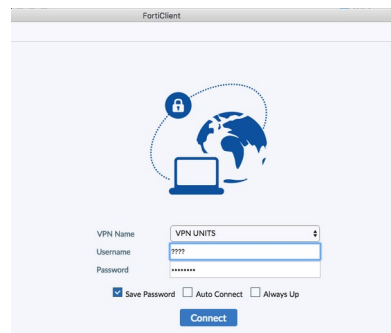 FortiClient
VPN Name VPN UNITS
Username ????
Password ••••••••
Save Password Auto Connect Always Up
Connect